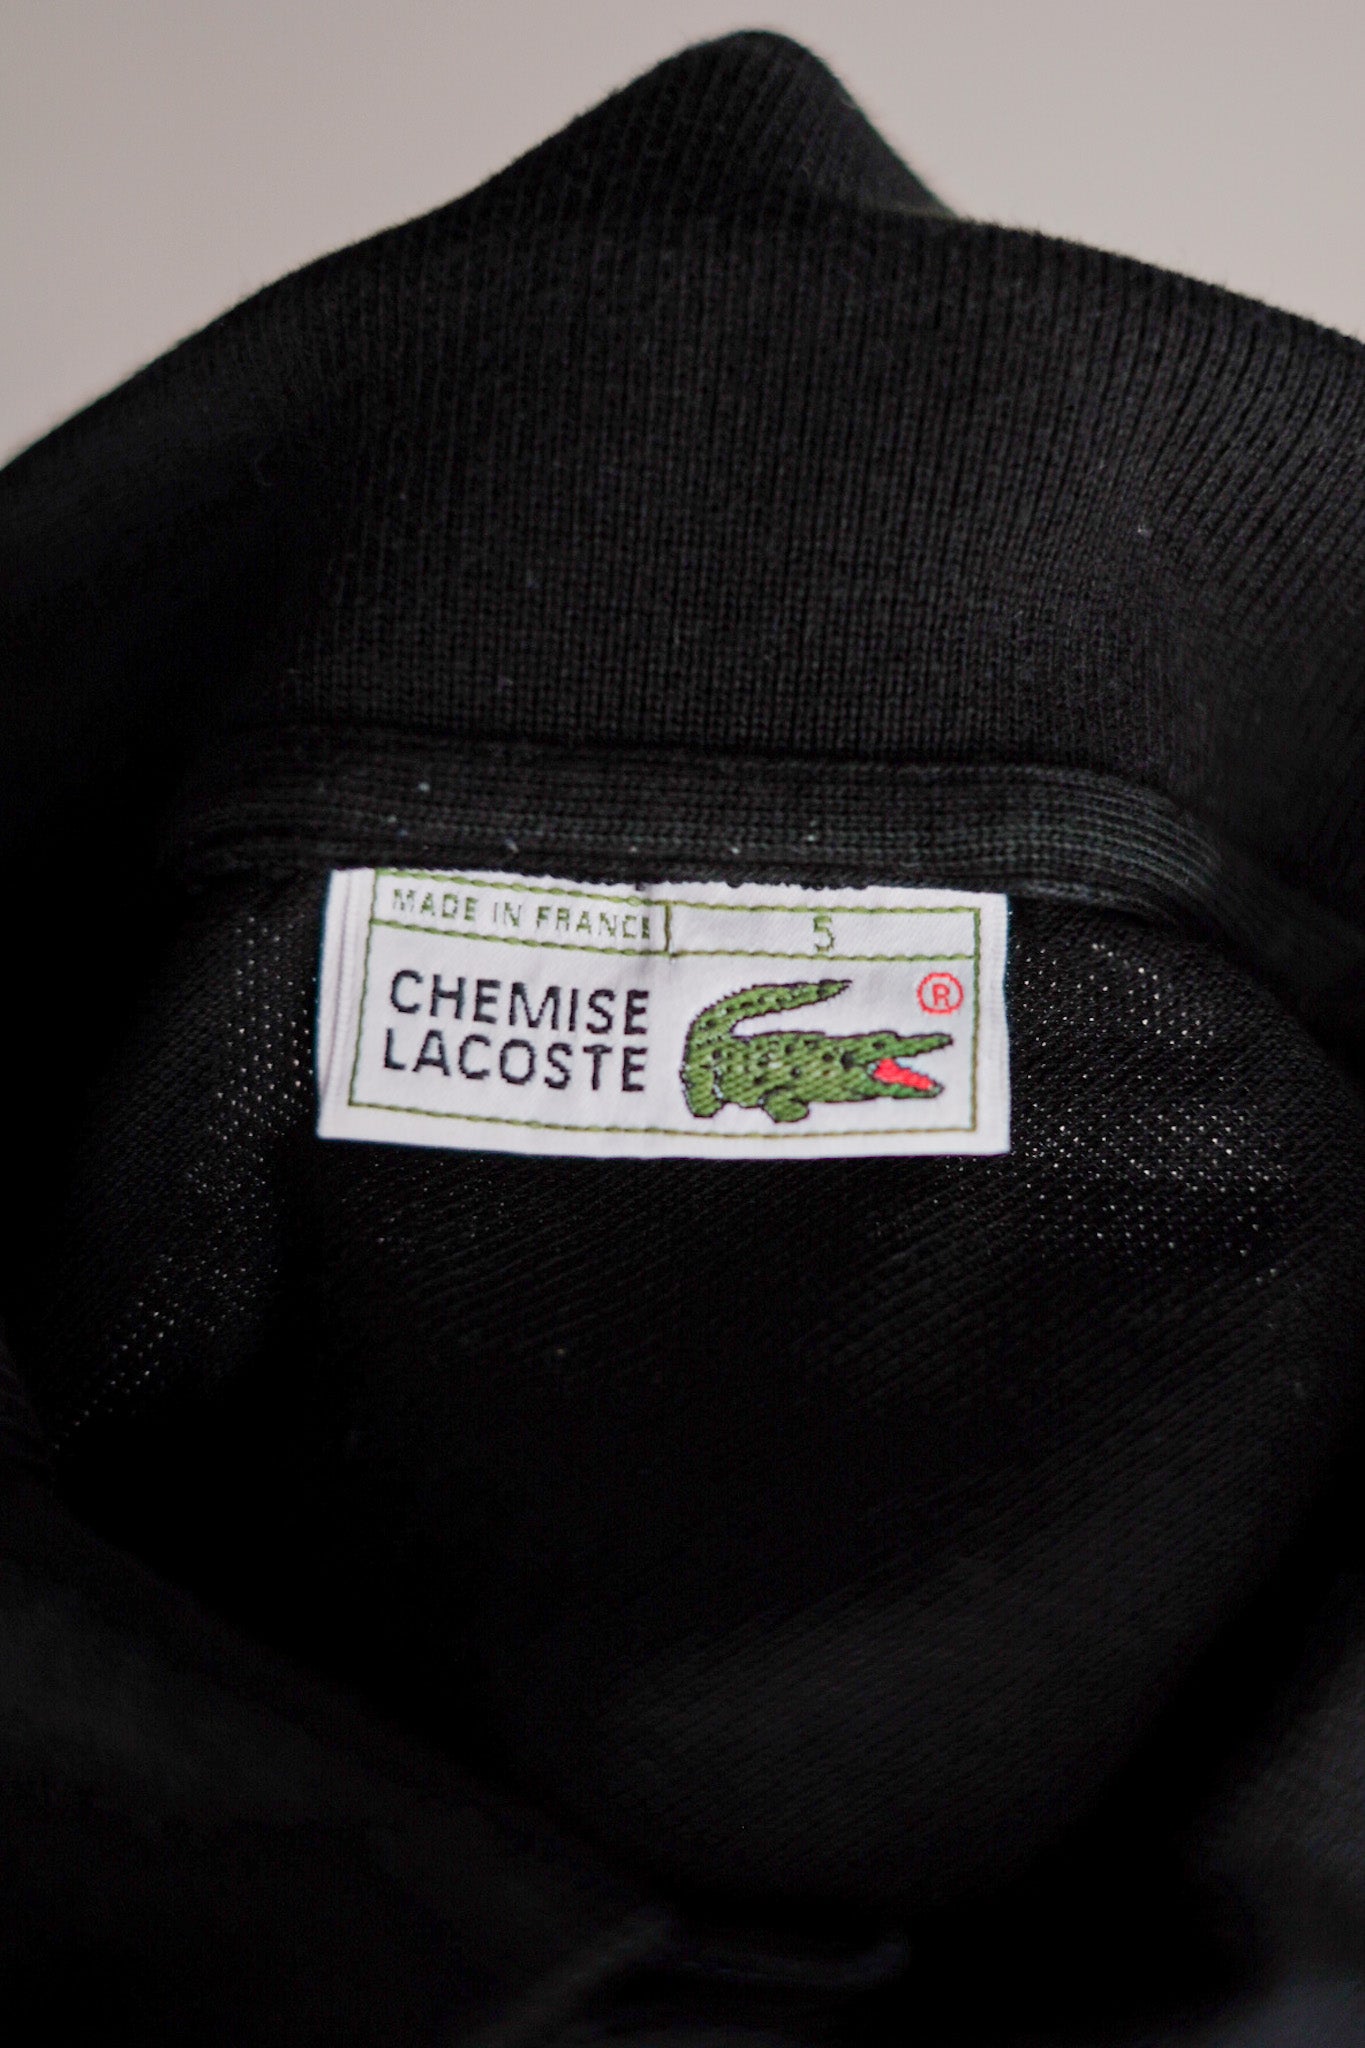 MADE IN FRANCE 5
CHEMISE
LACOSTE
®